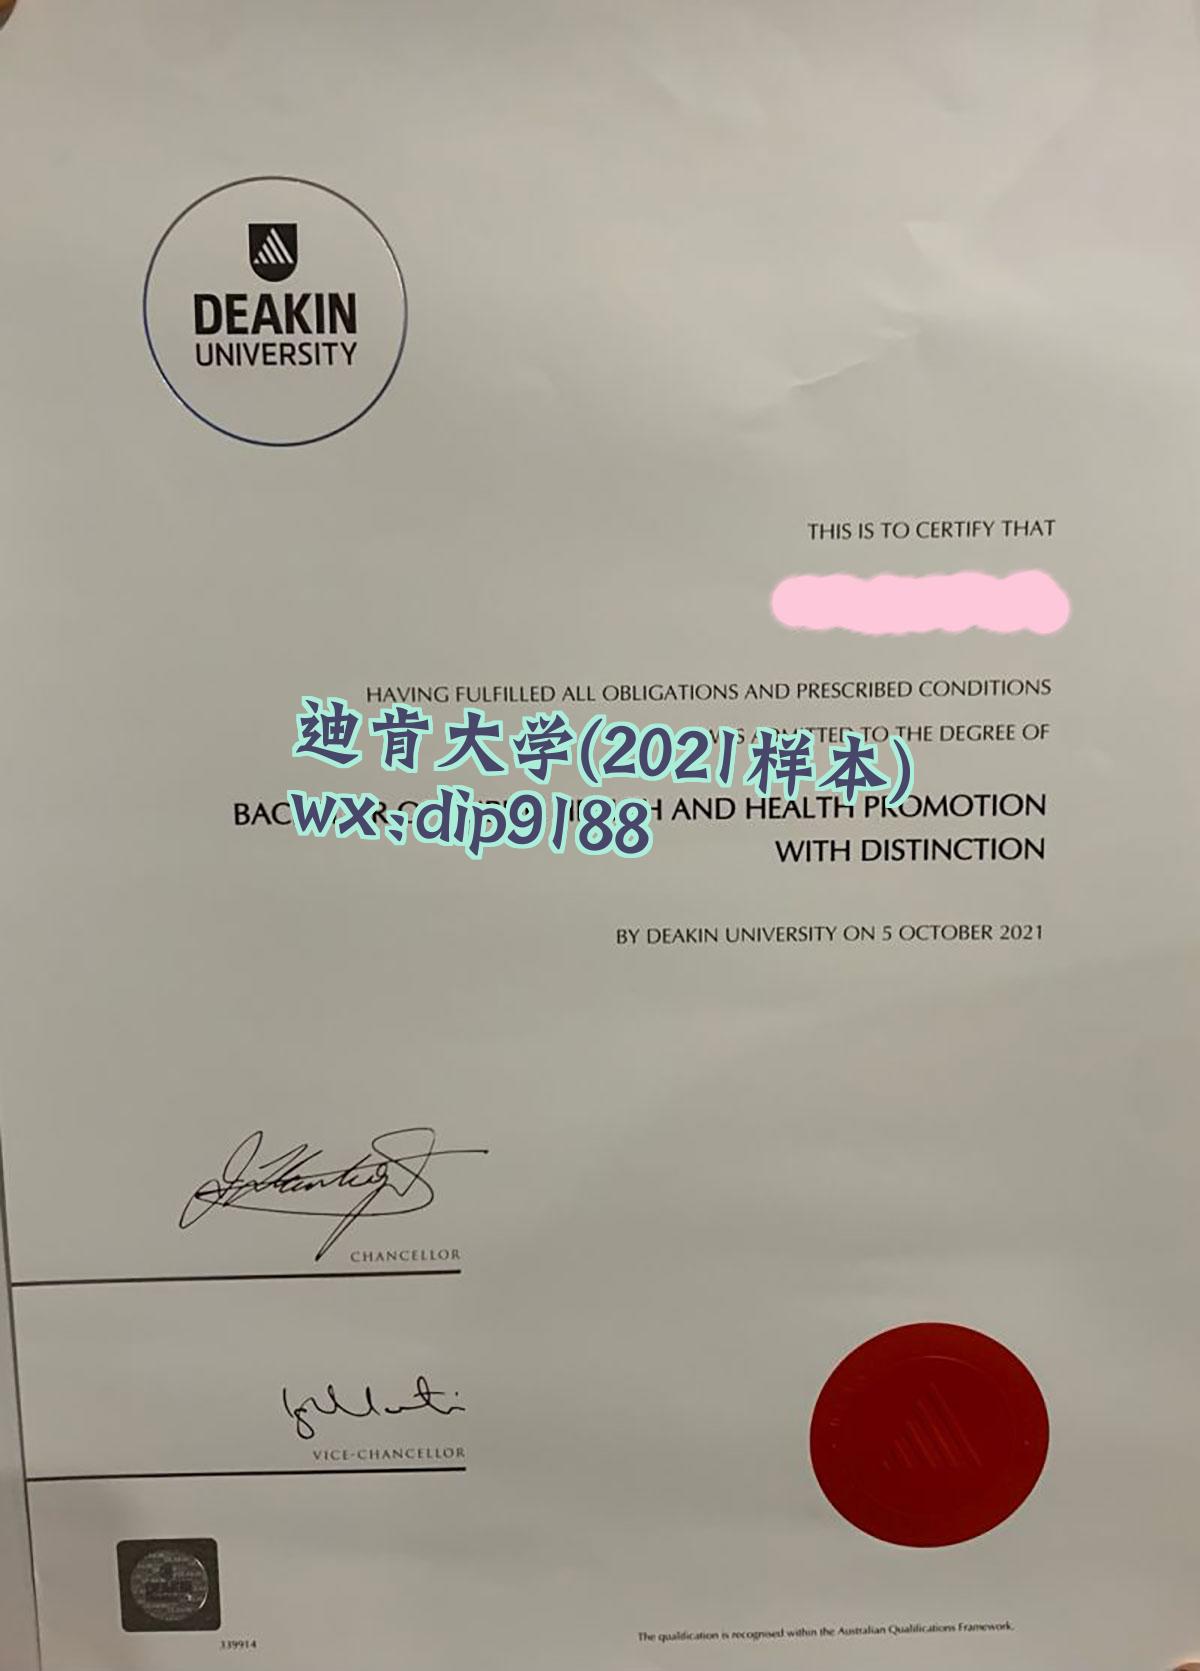 DEAKIN
UNIVERSITY
THIS IS TO CERTIFY THAT
HAVING FULFILLED ALL OBLIGATIONS AND PRESCRIBED CONDITIONS
WAS ADMITTED TO THE DEGREE OF
迪肯大学(2021样本)
AND HEALTH PROMOTION
wx:dip9188
WITH DISTINCTION
BY DEAKIN UNIVERSITY ON 5 OCTOBER 2021
CHANCELLOR
VICE-CHANCELLOR
339914
The qualification is recognised within the Australian Qualifications Framework.